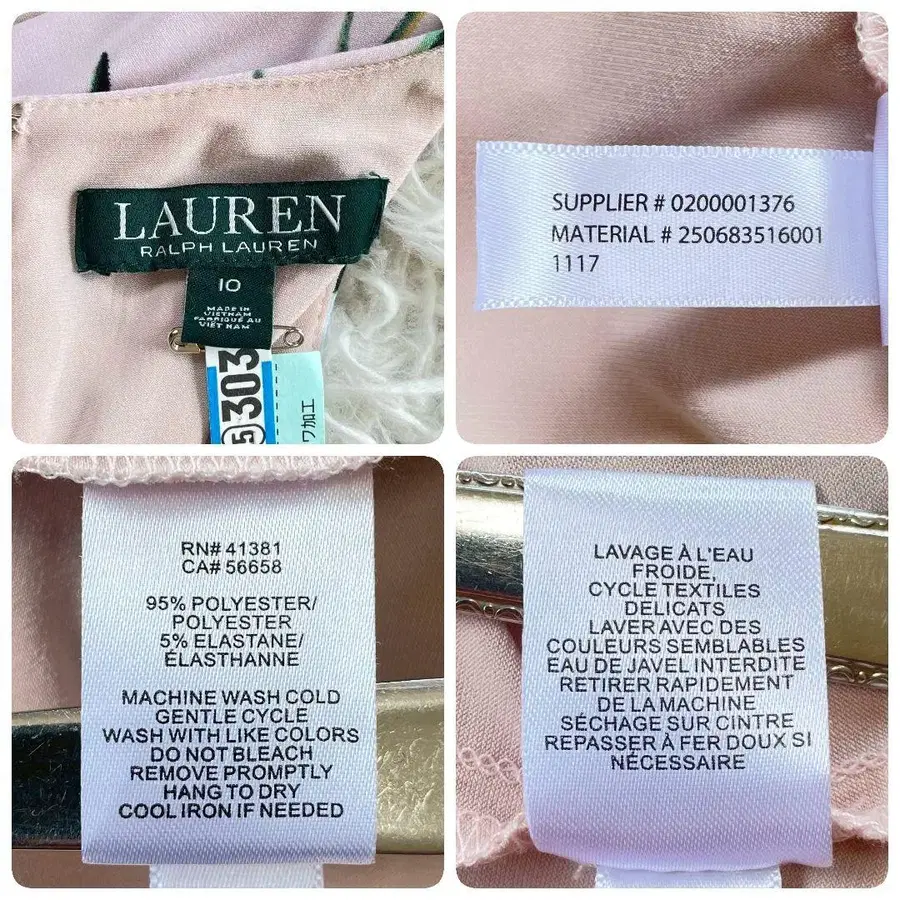 LAUREN
RALPH LAUREN
10
MADE IN
VIETNAM
FABRIQUÉ AU
VIET NAM
303
ワ加工
SUPPLIER # 0200001376
MATERIAL # 250683516001
1117
RN# 41381
CA# 56658
95% POLYESTER/
POLYESTER
5% ELASTANE/
ÉLASTHANNE
MACHINE WASH COLD
GENTLE CYCLE
WASH WITH LIKE COLORS
DO NOT BLEACH
REMOVE PROMPTLY
HANG TO DRY
COOL IRON IF NEEDED
LAVAGE À L'EAU
FROIDE,
CYCLE TEXTILES
DELICATS
LAVER AVEC DES
COULEURS SEMBLABLES
EAU DE JAVEL INTERDITE
RETIRER RAPIDEMENT
DE LA MACHINE
SÉCHAGE SUR CINTRE
REPASSER À FER DOUX SI
NÉCESSAIRE